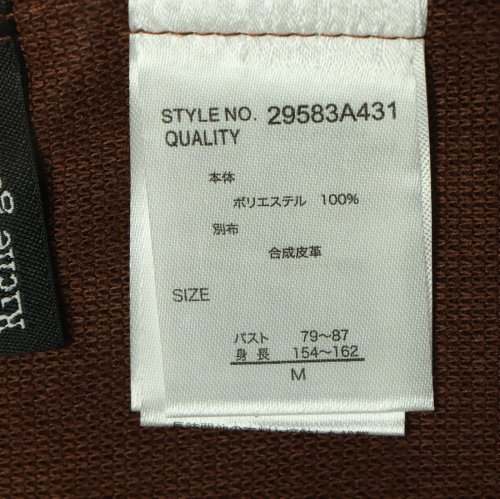 STYLE NO. 29583A431
QUALITY
本体
ポリエステル 100%
別布
合成皮革
SIZE
バスト 79〜87
身長 154〜162
M
Riche g